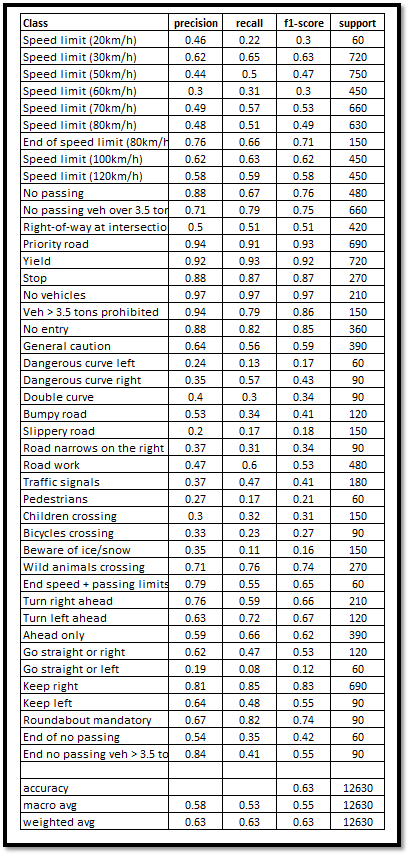 Class precision recall f1-score support
Speed limit (20km/h) 0.46 0.22 0.3 60
Speed limit (30km/h) 0.62 0.65 0.63 720
Speed limit (50km/h) 0.44 0.5 0.47 750
Speed limit (60km/h) 0.3 0.31 0.3 450
Speed limit (70km/h) 0.49 0.57 0.53 660
Speed limit (80km/h) 0.48 0.51 0.49 630
End of speed limit (80km/h 0.76 0.66 0.71 150
Speed limit (100km/h) 0.62 0.63 0.62 450
Speed limit (120km/h) 0.58 0.59 0.58 450
No passing 0.88 0.67 0.76 480
No passing veh over 3.5 tor 0.71 0.79 0.75 660
Right-of-way at intersectio 0.5 0.51 0.51 420
Priority road 0.94 0.91 0.93 690
Yield 0.92 0.93 0.92 720
Stop 0.88 0.87 0.87 270
No vehicles 0.97 0.97 0.97 210
Veh > 3.5 tons prohibited 0.94 0.79 0.86 150
No entry 0.88 0.82 0.85 360
General caution 0.64 0.56 0.59 390
Dangerous curve left 0.24 0.13 0.17 60
Dangerous curve right 0.35 0.57 0.43 90
Double curve 0.4 0.3 0.34 90
Bumpy road 0.53 0.34 0.41 120
Slippery road 0.2 0.17 0.18 150
Road narrows on the right 0.37 0.31 0.34 90
Road work 0.47 0.6 0.53 480
Traffic signals 0.37 0.47 0.41 180
Pedestrians 0.27 0.17 0.21 60
Children crossing 0.3 0.32 0.31 150
Bicycles crossing 0.33 0.23 0.27 90
Beware of ice/snow 0.35 0.11 0.16 150
Wild animals crossing 0.71 0.76 0.74 270
End speed + passing limits 0.79 0.55 0.65 60
Turn right ahead 0.76 0.59 0.66 210
Turn left ahead 0.63 0.72 0.67 120
Ahead only 0.59 0.66 0.62 390
Go straight or right 0.62 0.47 0.53 120
Go straight or left 0.19 0.08 0.12 60
Keep right 0.81 0.85 0.83 690
Keep left 0.64 0.48 0.55 90
Roundabout mandatory 0.67 0.82 0.74 90
End of no passing 0.54 0.35 0.42 60
End no passing veh > 3.5 to 0.84 0.41 0.55 90
accuracy 0.63 12630
macro avg 0.58 0.53 0.55 12630
weighted avg 0.63 0.63 0.63 12630